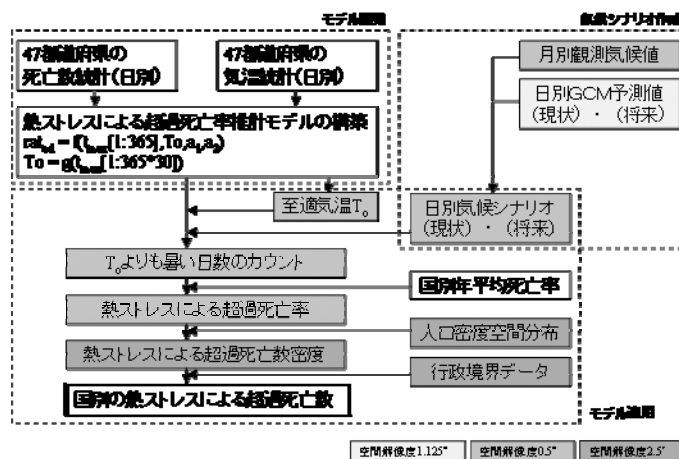 モデル開発
気候シナリオ作成
47都道府県の
死亡数統計(日別)
47都道府県の
気温統計(日別)
月別観測気候値
日別GCM予測値
(現状)・(将来)
熱ストレスによる超過死亡率推計モデルの構築
To = g(t[1:365*30])
至適気温To
日別気候シナリオ
(現状)・(将来)
Toよりも暑い日数のカウント
国別年平均死亡率
熱ストレスによる超過死亡率
人口密度空間分布
熱ストレスによる超過死亡数密度
行政境界データ
国別の熱ストレスによる超過死亡数
モデル適用
空間解像度1.125°
空間解像度0.5°
空間解像度2.5'